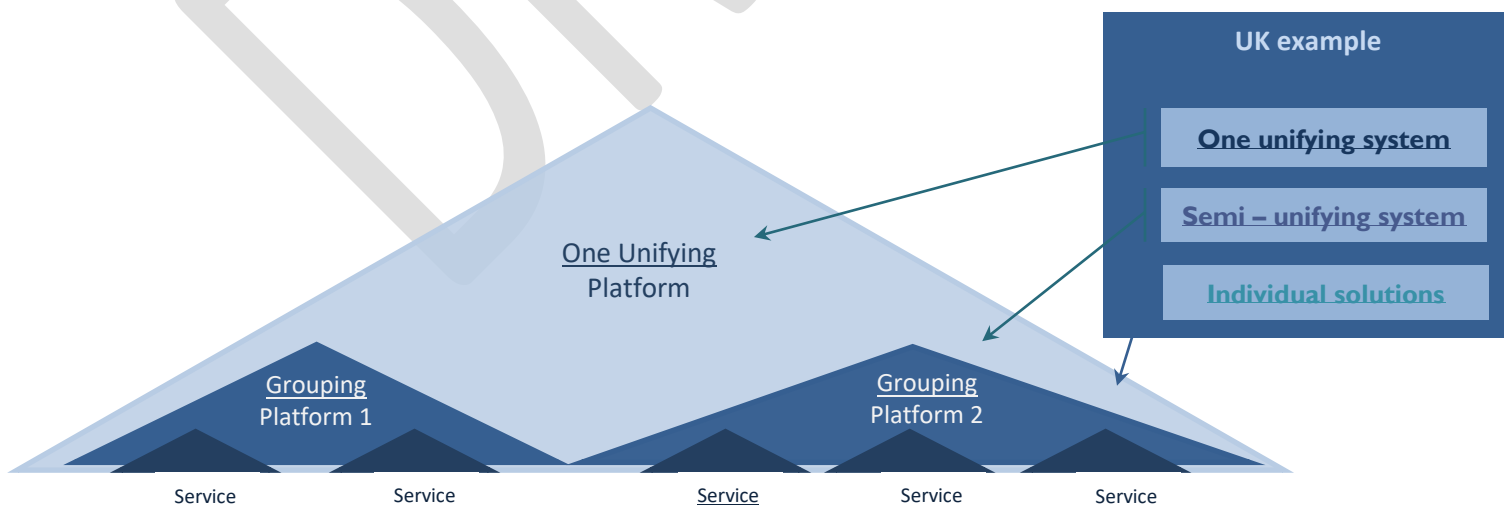 UK example
One unifying system
Semi – unifying system
Individual solutions
One Unifying
Platform
Grouping
Platform 1
Grouping
Platform 2
Service
Service
Service
Service
Service